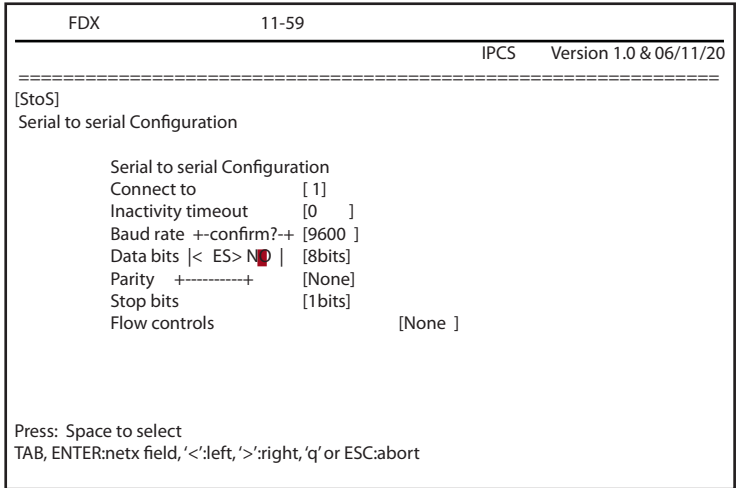 FDX 11-59
IPCS Version 1.0 & 06/11/20
===============================================================
[StoS]
Serial to serial Configuration
Serial to serial Configuration
Connect to [ 1]
Inactivity timeout [0 ]
Baud rate +-confirm?-+ [9600 ]
Data bits |< ES> NO | [8bits]
Parity +----------+ [None]
Stop bits [1bits]
Flow controls [None ]
Press: Space to select
TAB, ENTER:netx field, ‘<’:left, ‘>’:right, ‘q’ or ESC:abort